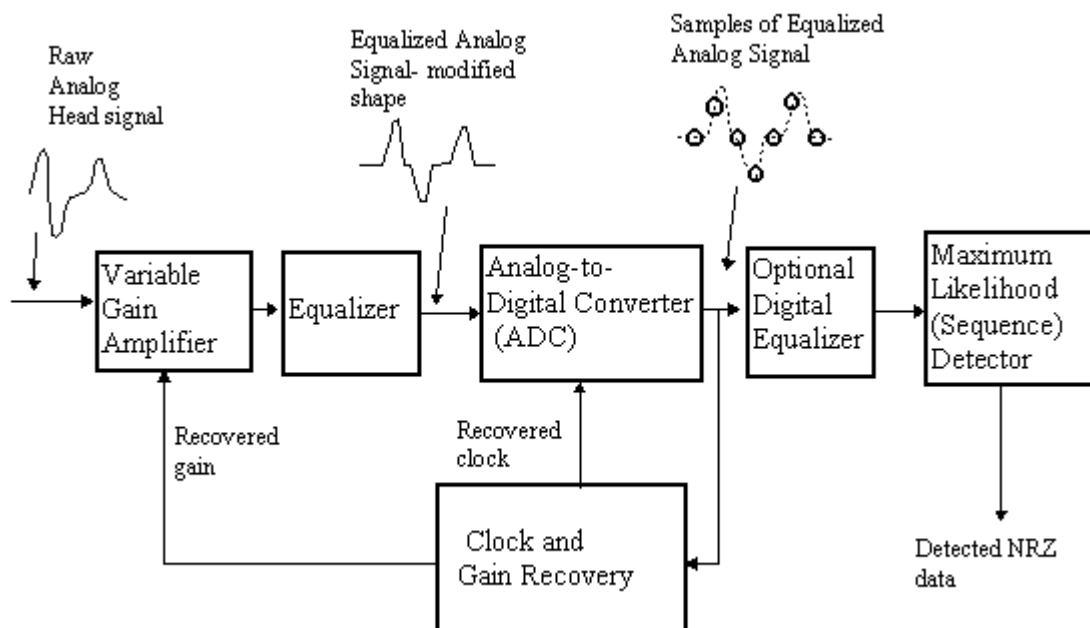 Raw
Analog
Head signal
Equalized Analog
Signal- modified
shape
Samples of Equalized
Analog Signal
Variable
Gain
Amplifier
Equalizer
Analog-to-
Digital Converter
(ADC)
Optional
Digital
Equalizer
Maximum
Likelihood
(Sequence)
Detector
Recovered
gain
Recovered
clock
Clock and
Gain Recovery
Detected NRZ
data